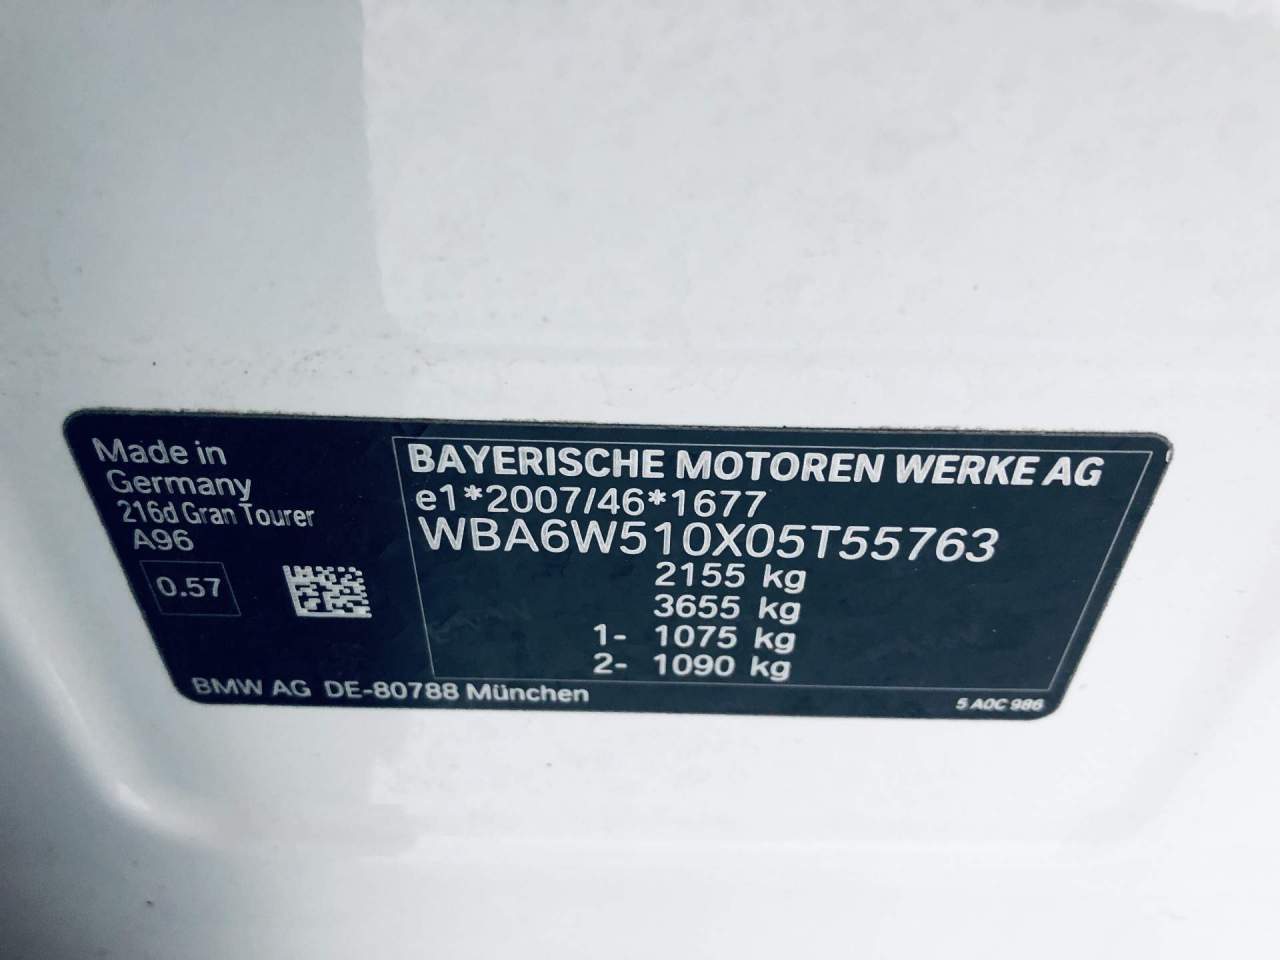 Made in
Germany
216d Gran Tourer
A96
0.57
BAYERISCHE MOTOREN WERKE AG
e1*2007/46*1677
WBA6W510X05T55763
2155 kg
3655 kg
1- 1075 kg
2- 1090 kg
BMW AG DE-80788 München
5 A0C 986